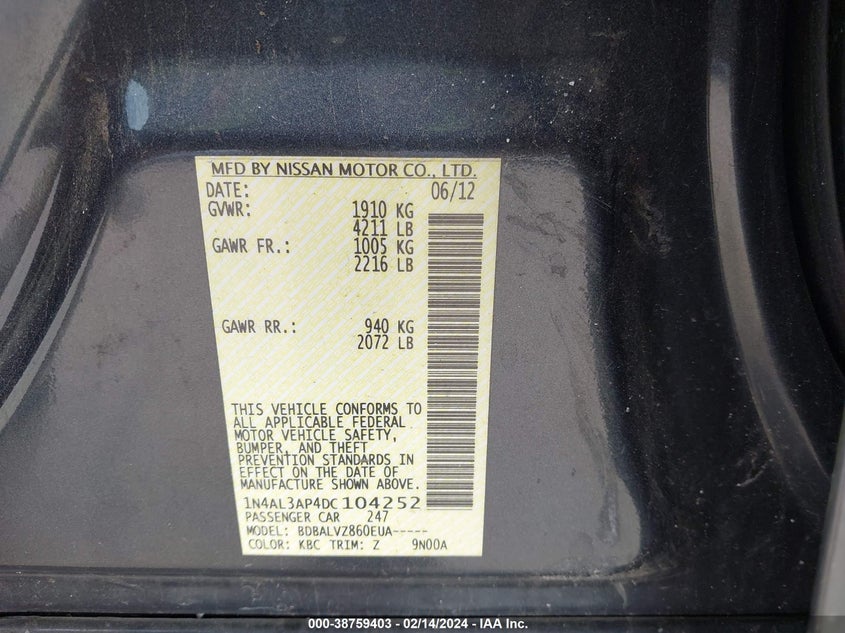 MFD BY NISSAN MOTOR CO., LTD.
DATE: 06/12
GVWR: 1910 KG
4211 LB
GAWR FR.: 1005 KG
2216 LB
GAWR RR.: 940 KG
2072 LB
THIS VEHICLE CONFORMS TO
ALL APPLICABLE FEDERAL
MOTOR VEHICLE SAFETY,
BUMPER, AND THEFT
PREVENTION STANDARDS IN
EFFECT ON THE DATE OF
MANUFACTURE SHOWN ABOVE.
1N4AL3AP4DC104252
PASSENGER CAR 247
MODEL: BDBALVZ860EUA-----
COLOR: KBC TRIM: Z 9N00A
000-38759403 - 02/14/2024 - IAA Inc.